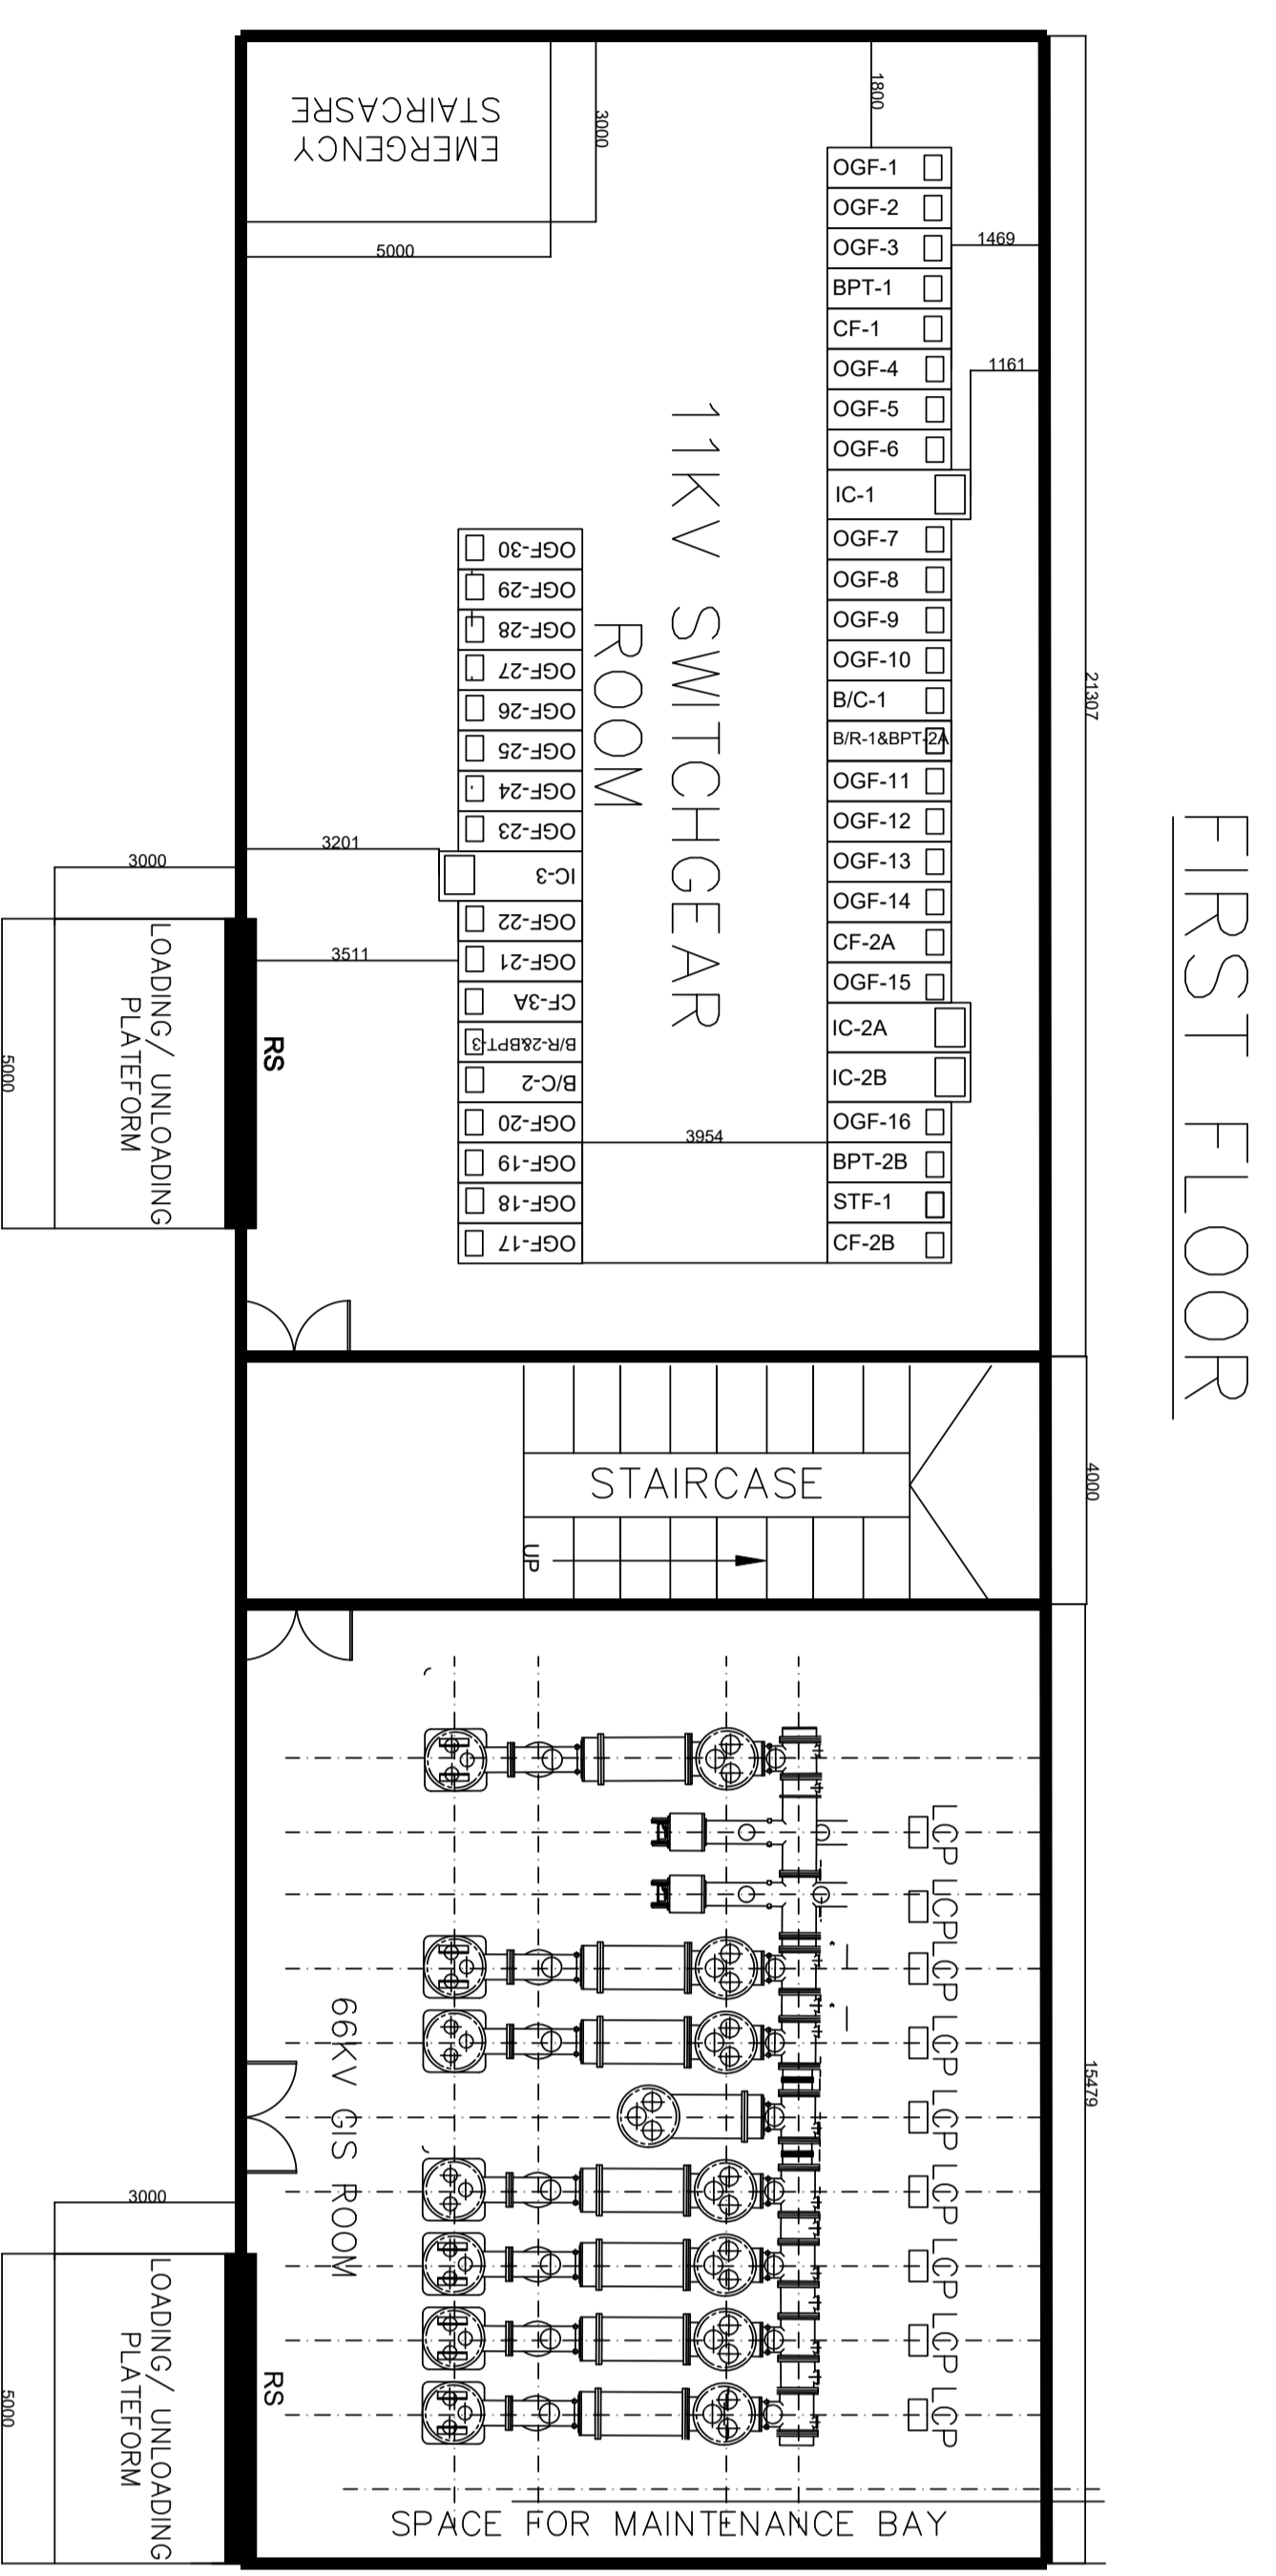 FIRST FLOOR
21307
4000
15479
EMERGENCY
STAIRCASRE
3000
5000
1800
1469
1161
11KV SWITCHGEAR
ROOM
OGF-1
OGF-2
OGF-3
BPT-1
CF-1
OGF-4
OGF-5
OGF-6
IC-1
OGF-7
OGF-8
OGF-9
OGF-10
B/C-1
B/R-1&BPT-2A
OGF-11
OGF-12
OGF-13
OGF-14
CF-2A
OGF-15
IC-2A
IC-2B
OGF-16
BPT-2B
STF-1
CF-2B
OGF-30
OGF-29
OGF-28
OGF-27
OGF-26
OGF-25
OGF-24
OGF-23
IC-3
OGF-22
OGF-21
CF-3A
B/R-2&BPT-3
B/C-2
OGF-20
OGF-19
OGF-18
OGF-17
3201
3511
3954
3000
5000
LOADING/ UNLOADING
PLATEFORM
RS
STAIRCASE
UP
LCP
LCP
LCP
LCP
LCP
LCP
LCP
LCP
LCP
66KV GIS ROOM
3000
5000
LOADING/ UNLOADING
PLATEFORM
RS
SPACE FOR MAINTENANCE BAY